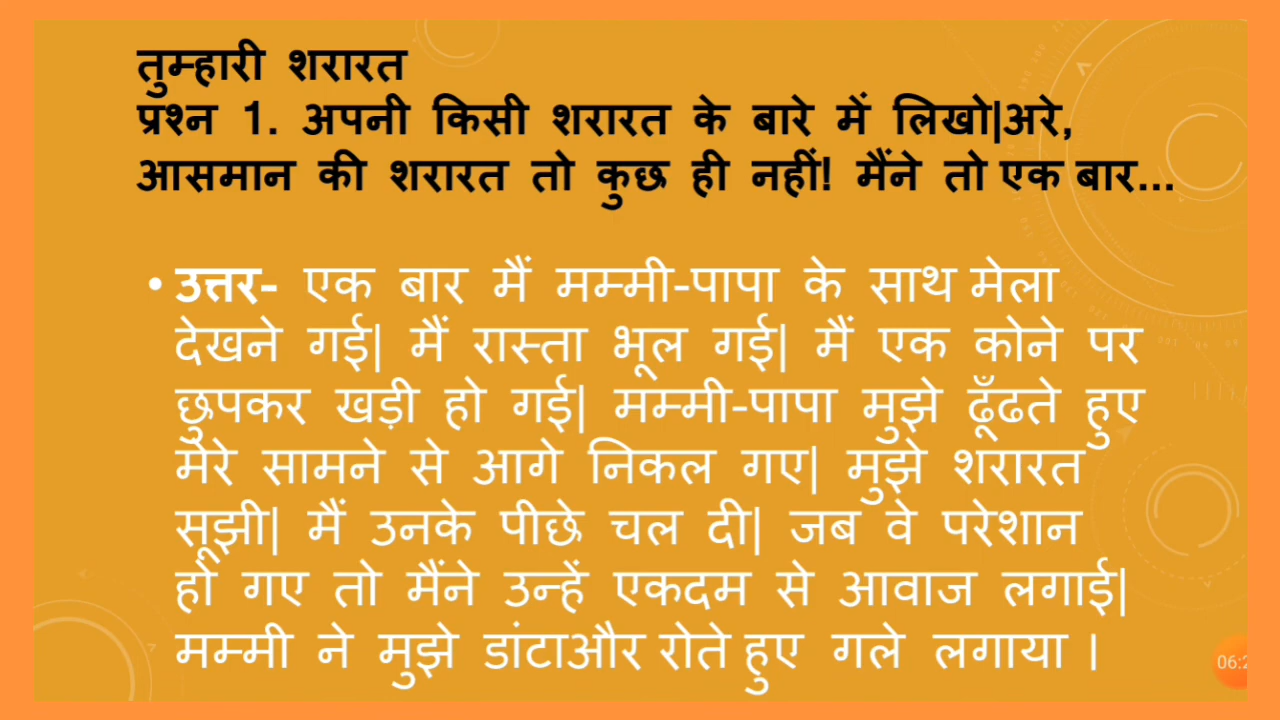 तुम्हारी शरारत
प्रश्न 1. अपनी किसी शरारत के बारे में लिखो|अरे,
आसमान की शरारत तो कुछ ही नहीं! मैंने तो एक बार...
• उत्तर- एक बार मैं मम्मी-पापा के साथ मेला
देखने गई| मैं रास्ता भूल गई| मैं एक कोने पर
छुपकर खड़ी हो गई| मम्मी-पापा मुझे ढूँढते हुए
मेरे सामने से आगे निकल गए| मुझे शरारत
सूझी| मैं उनके पीछे चल दी| जब वे परेशान
हो गए तो मैंने उन्हें एकदम से आवाज लगाई|
मम्मी ने मुझे डांटाऔर रोते हुए गले लगाया ।